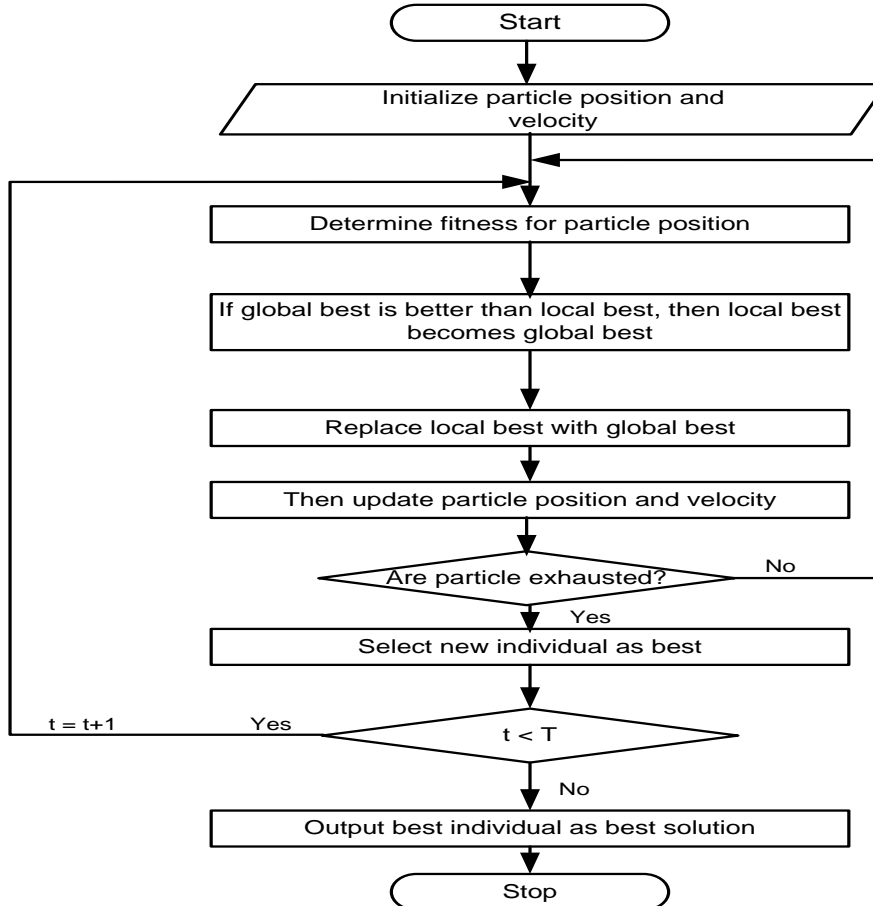 Start
Initialize particle position and
velocity
Determine fitness for particle position
If global best is better than local best, then local best
becomes global best
Replace local best with global best
Then update particle position and velocity
Are particle exhausted?
No
Yes
Select new individual as best
t = t+1
Yes
t < T
No
Output best individual as best solution
Stop